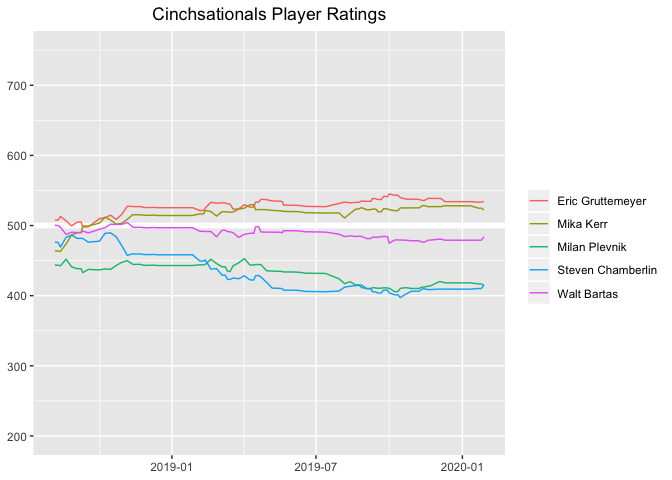 Cinchsationals Player Ratings
700
600
500
400
300
200
2019-01
2019-07
2020-01
Eric Gruttemeyer
Mika Kerr
Milan Plevnik
Steven Chamberlin
Walt Bartas